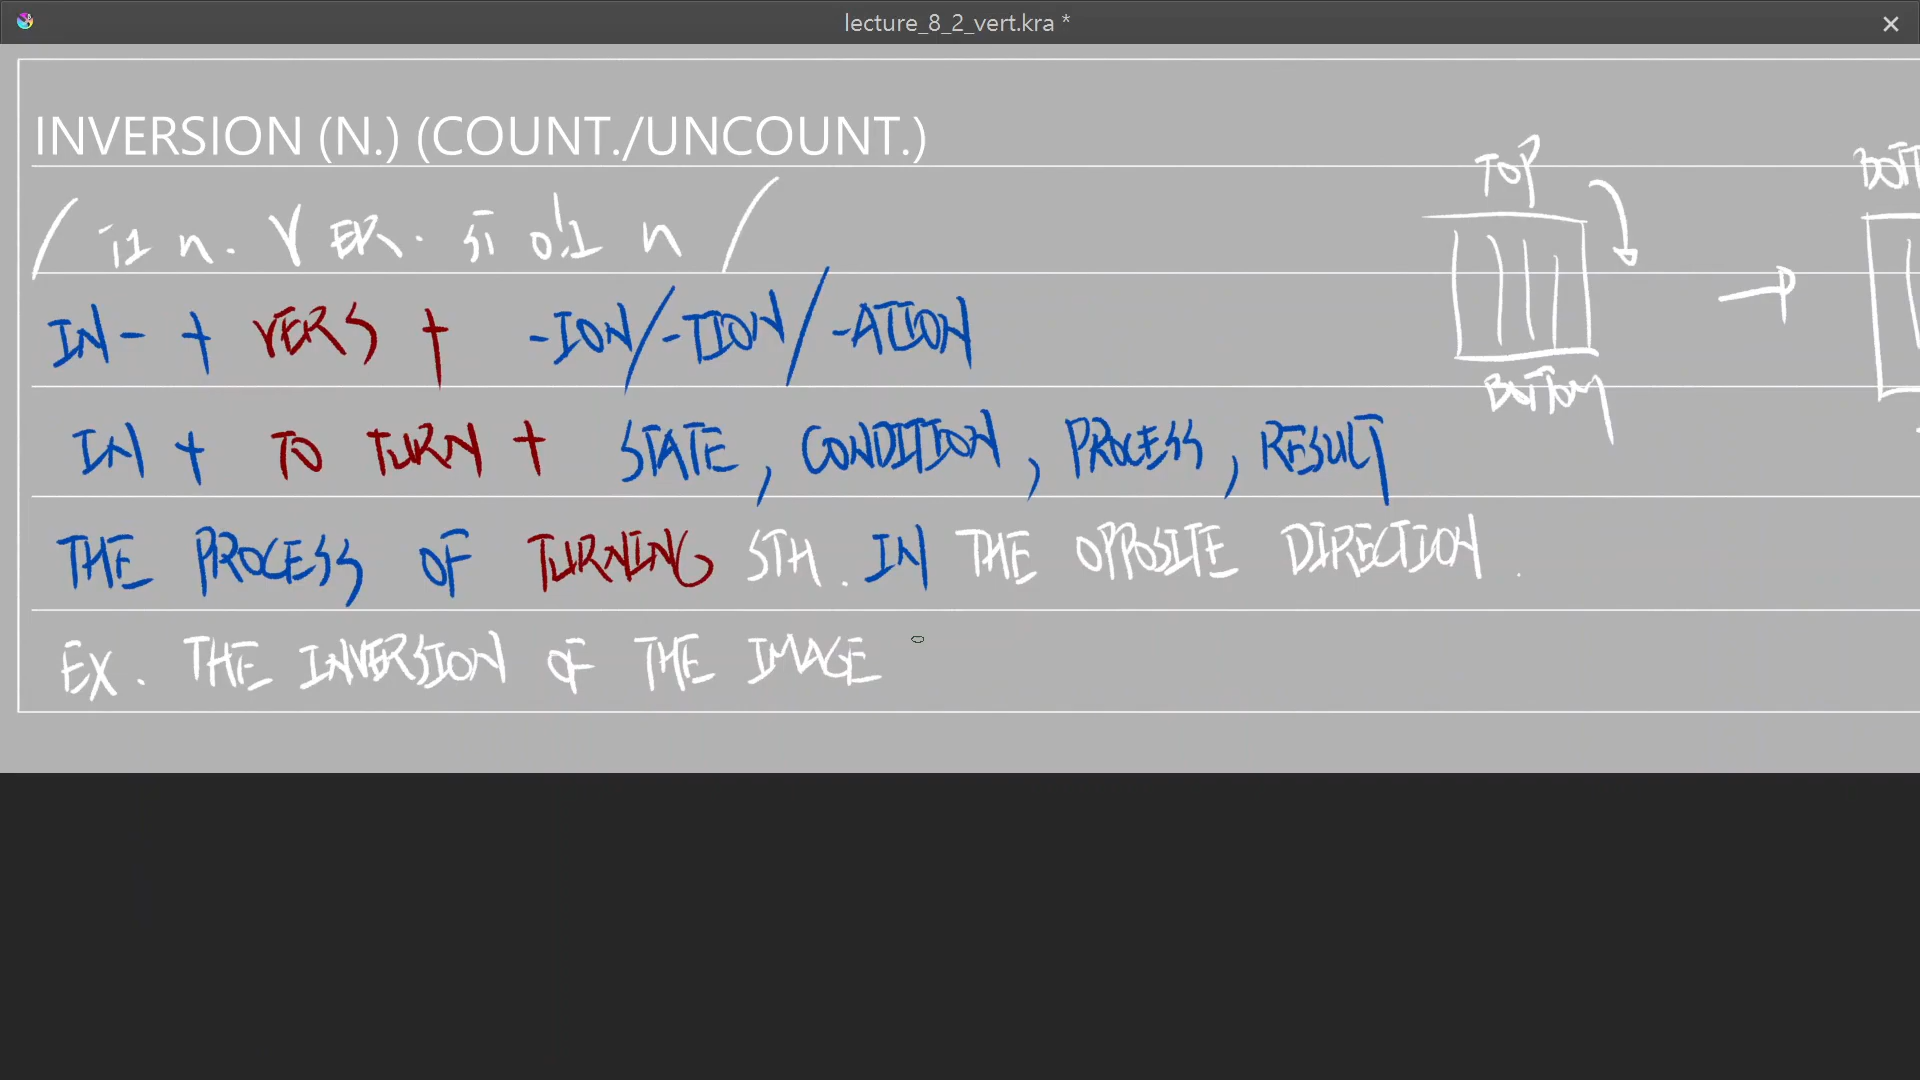 lecture_8_2_vert.kra *
INVERSION (N.) (COUNT./UNCOUNT.)
IN- + VERS + -ION/-TION/-ATION
IN + TO TURN + STATE, CONDITION, PROCESS, RESULT
THE PROCESS OF TURNING STH. IN THE OPPOSITE DIRECTION.
EX. THE INVERSION OF THE IMAGE
TOP
BOTTOM